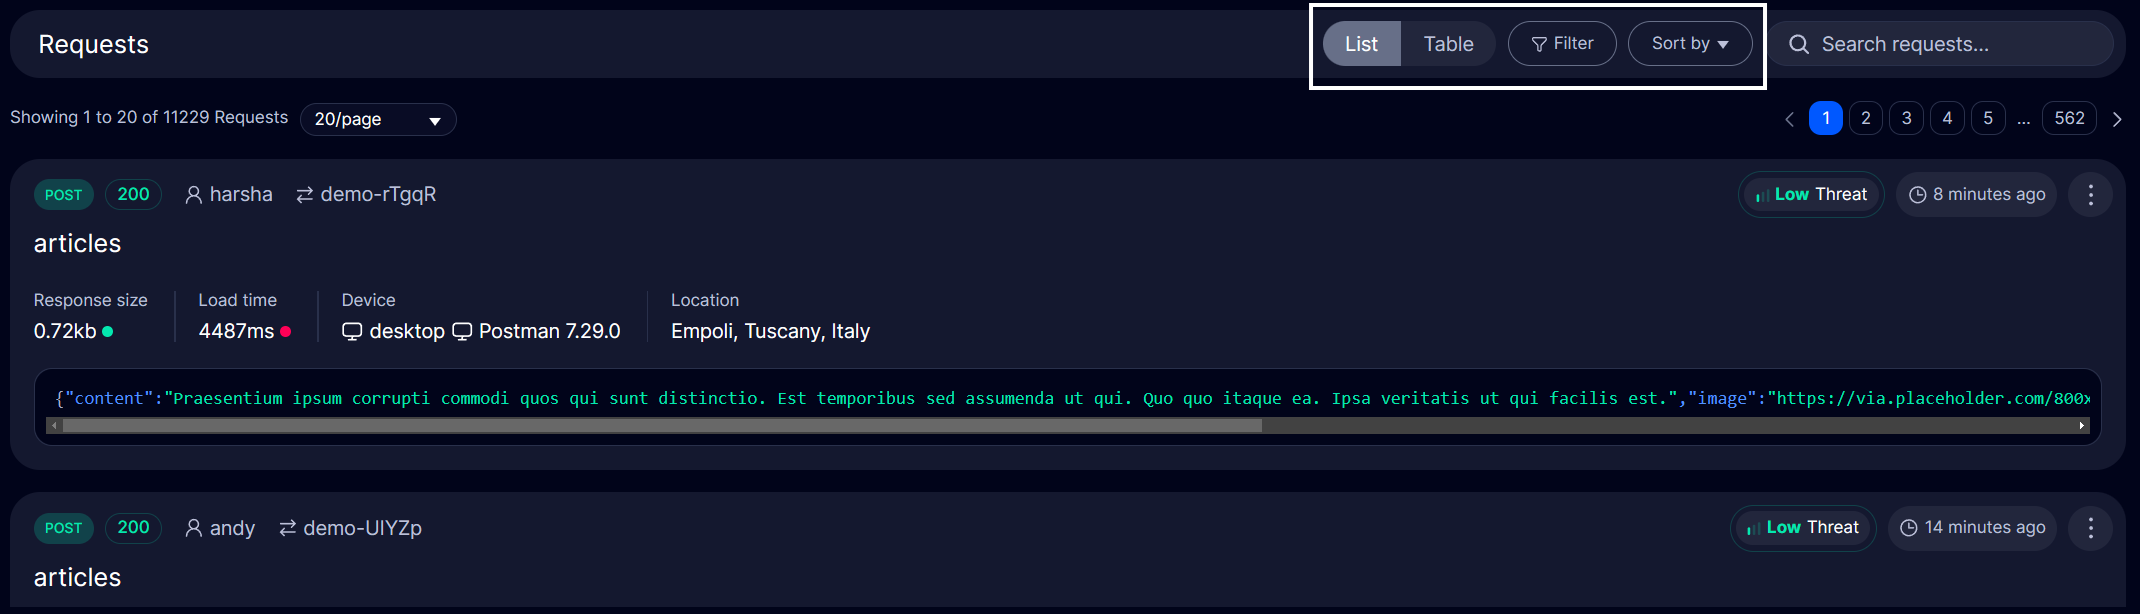 Requests List Table Filter Sort by Search requests...
Showing 1 to 20 of 11229 Requests 20/page 1 2 3 4 5 ... 562
POST 200 harsha demo-rTgqR Low Threat 8 minutes ago
articles
Response size Load time Device Location
0.72kb 4487ms desktop Postman 7.29.0 Empoli, Tuscany, Italy
{"content":"Praesentium ipsum corrupti commodi quos qui sunt distinctio. Est temporibus sed assumenda ut qui. Quo quo itaque ea. Ipsa veritatis ut qui facilis est.","image":"https://via.placeholder.com/800x
POST 200 andy demo-UIYZp Low Threat 14 minutes ago
articles